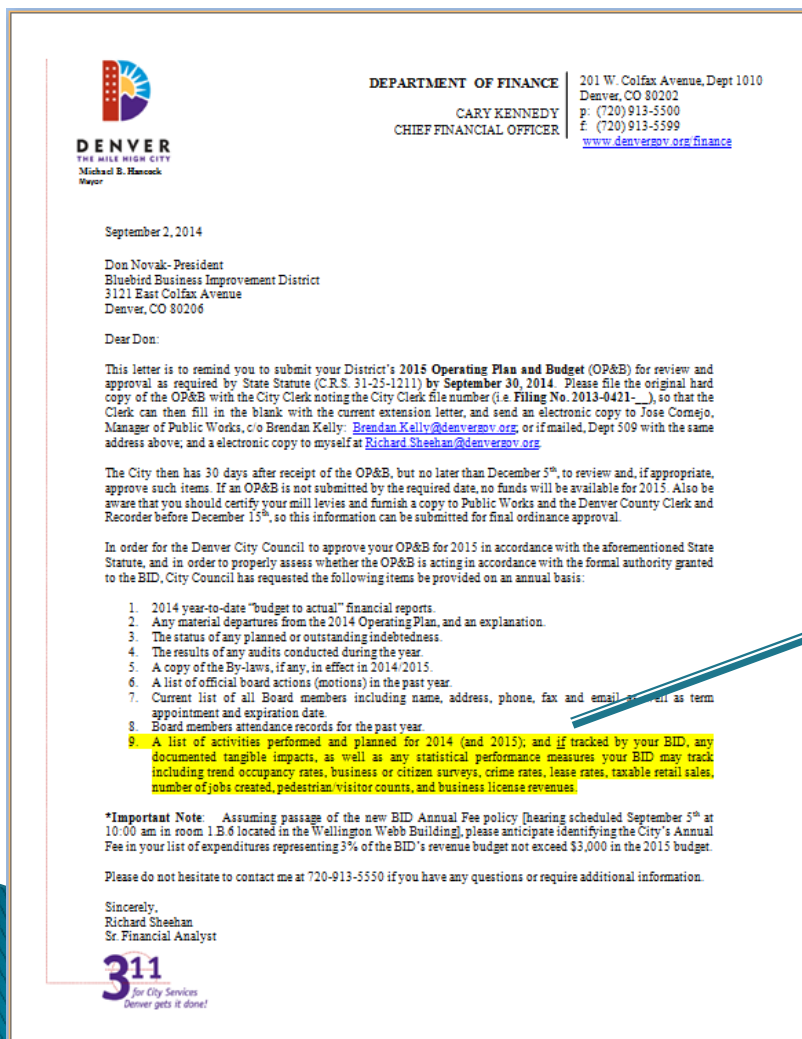 DENVER
THE MILE HIGH CITY
Michael B. Hancock
Mayor
DEPARTMENT OF FINANCE
CARY KENNEDY
CHIEF FINANCIAL OFFICER
201 W. Colfax Avenue, Dept 1010
Denver, CO 80202
p: (720) 913-5500
f: (720) 913-5599
www.denvergov.org/finance
September 2, 2014
Don Novak- President
Bluebird Business Improvement District
3121 East Colfax Avenue
Denver, CO 80206
Dear Don:
This letter is to remind you to submit your District's 2015 Operating Plan and Budget (OP&B) for review and
approval as required by State Statute (C.R.S. 31-25-1211) by September 30, 2014. Please file the original hard
copy of the OP&B with the City Clerk noting the City Clerk file number (i.e. Filing No. 2013-0421-__), so that the
Clerk can then fill in the blank with the current extension letter, and send an electronic copy to Jose Cornejo,
Manager of Public Works, c/o Brendan Kelly: Brendan.Kelly@denvergov.org; or if mailed, Dept 509 with the same
address above; and a electronic copy to myself at Richard.Sheehan@denvergov.org.
The City then has 30 days after receipt of the OP&B, but no later than December 5th, to review and, if appropriate,
approve such items. If an OP&B is not submitted by the required date, no funds will be available for 2015. Also be
aware that you should certify your mill levies and furnish a copy to Public Works and the Denver County Clerk and
Recorder before December 15th, so this information can be submitted for final ordinance approval.
In order for the Denver City Council to approve your OP&B for 2015 in accordance with the aforementioned State
Statute, and in order to properly assess whether the OP&B is acting in accordance with the formal authority granted
to the BID, City Council has requested the following items be provided on an annual basis:
1. 2014 year-to-date "budget to actual" financial reports.
2. Any material departures from the 2014 Operating Plan, and an explanation.
3. The status of any planned or outstanding indebtedness.
4. The results of any audits conducted during the year.
5. A copy of the By-laws, if any, in effect in 2014/2015.
6. A list of official board actions (motions) in the past year.
7. Current list of all Board members including name, address, phone, fax and email as well as term
appointment and expiration date.
8. Board members attendance records for the past year.
9. A list of activities performed and planned for 2014 (and 2015); and if tracked by your BID, any
documented tangible impacts, as well as any statistical performance measures your BID may track
including trend occupancy rates, business or citizen surveys, crime rates, lease rates, taxable retail sales,
number of jobs created, pedestrian/visitor counts, and business license revenues.
*Important Note: Assuming passage of the new BID Annual Fee policy [hearing scheduled September 5th at
10:00 am in room 1.B.6 located in the Wellington Webb Building], please anticipate identifying the City's Annual
Fee in your list of expenditures representing 3% of the BID's revenue budget not exceed $3,000 in the 2015 budget.
Please do not hesitate to contact me at 720-913-5550 if you have any questions or require additional information.
Sincerely,
Richard Sheehan
Sr. Financial Analyst
311
for City Services
Denver gets it done!